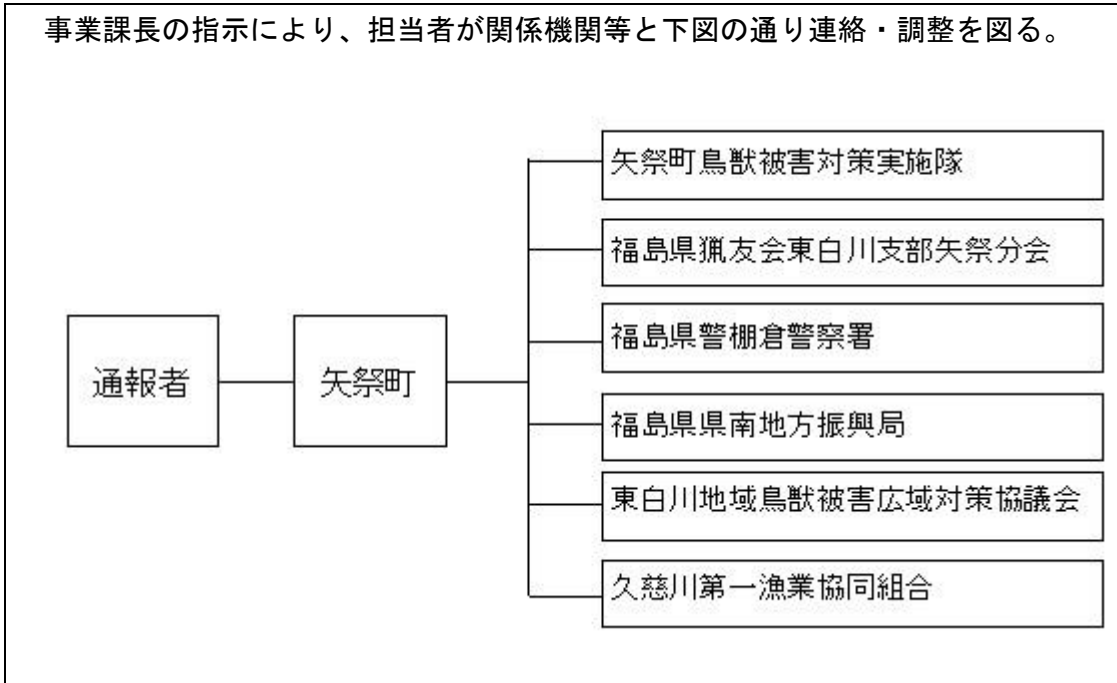 事業課長の指示により、担当者が関係機関等と下図の通り連絡・調整を図る。
通報者
矢祭町
矢祭町鳥獣被害対策実施隊
福島県猟友会東白川支部矢祭分会
福島県警棚倉警察署
福島県県南地方振興局
東白川地域鳥獣被害広域対策協議会
久慈川第一漁業協同組合